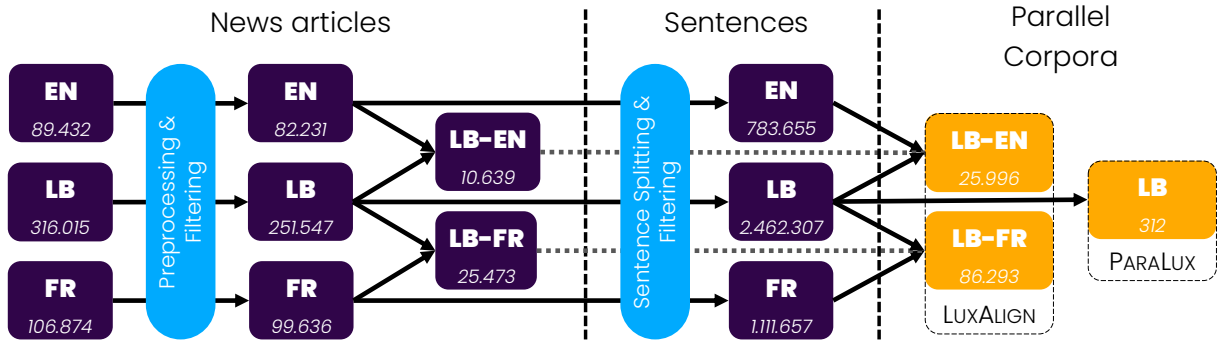 News articles
Sentences
Parallel
Corpora
EN
89.432
LB
316.015
FR
106.874
Preprocessing &
Filtering
EN
82.231
LB
251.547
FR
99.636
LB-EN
10.639
LB-FR
25.473
Sentence Splitting &
Filtering
EN
783.655
LB
2.462.307
FR
1.111.657
LB-EN
25.996
LB-FR
86.293
LUXALIGN
LB
312
PARALUX